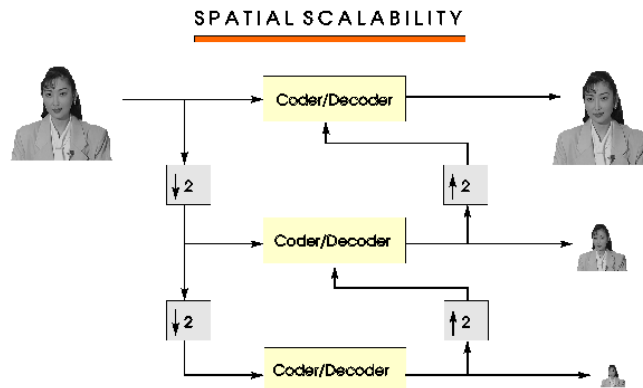 SPATIAL SCALABILITY
Coder/Decoder
↓2
↑2
Coder/Decoder
↓2
↑2
Coder/Decoder